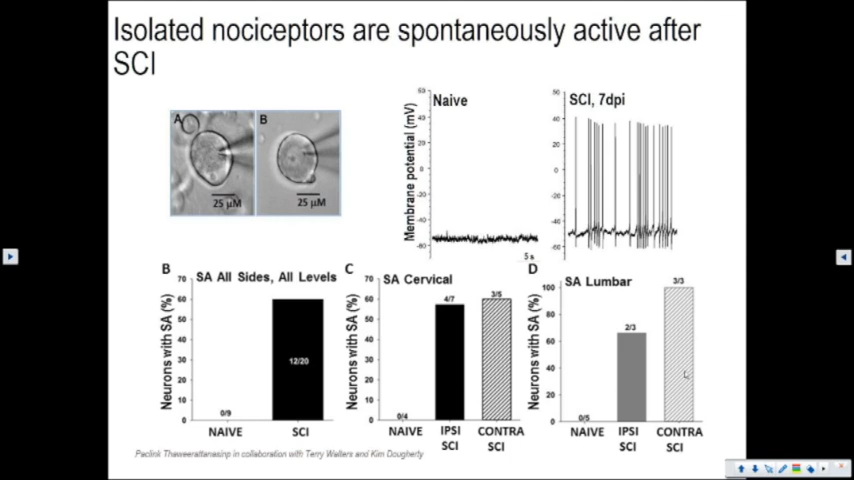 Isolated nociceptors are spontaneously active after
SCI
A
B
25 µM
25 µM
Membrane potential (mV)
Naive
60
40
20
0
-20
-40
-60
5 s
SCI, 7dpi
60
40
20
0
-20
-40
-60
B
SA All Sides, All Levels
Neurons with SA (%)
70
60
50
40
30
20
10
0
0/9
12/20
NAIVE
SCI
C
SA Cervical
Neurons with SA (%)
70
60
50
40
30
20
10
0
0/4
4/7
3/5
NAIVE
IPSI
SCI
CONTRA
SCI
D
SA Lumbar
Neurons with SA (%)
100
80
60
40
20
0
0/5
2/3
3/3
NAIVE
IPSI
SCI
CONTRA
SCI
Paclink Thaweerattanasinp in collaboration with Terry Walters and Kim Dougherty